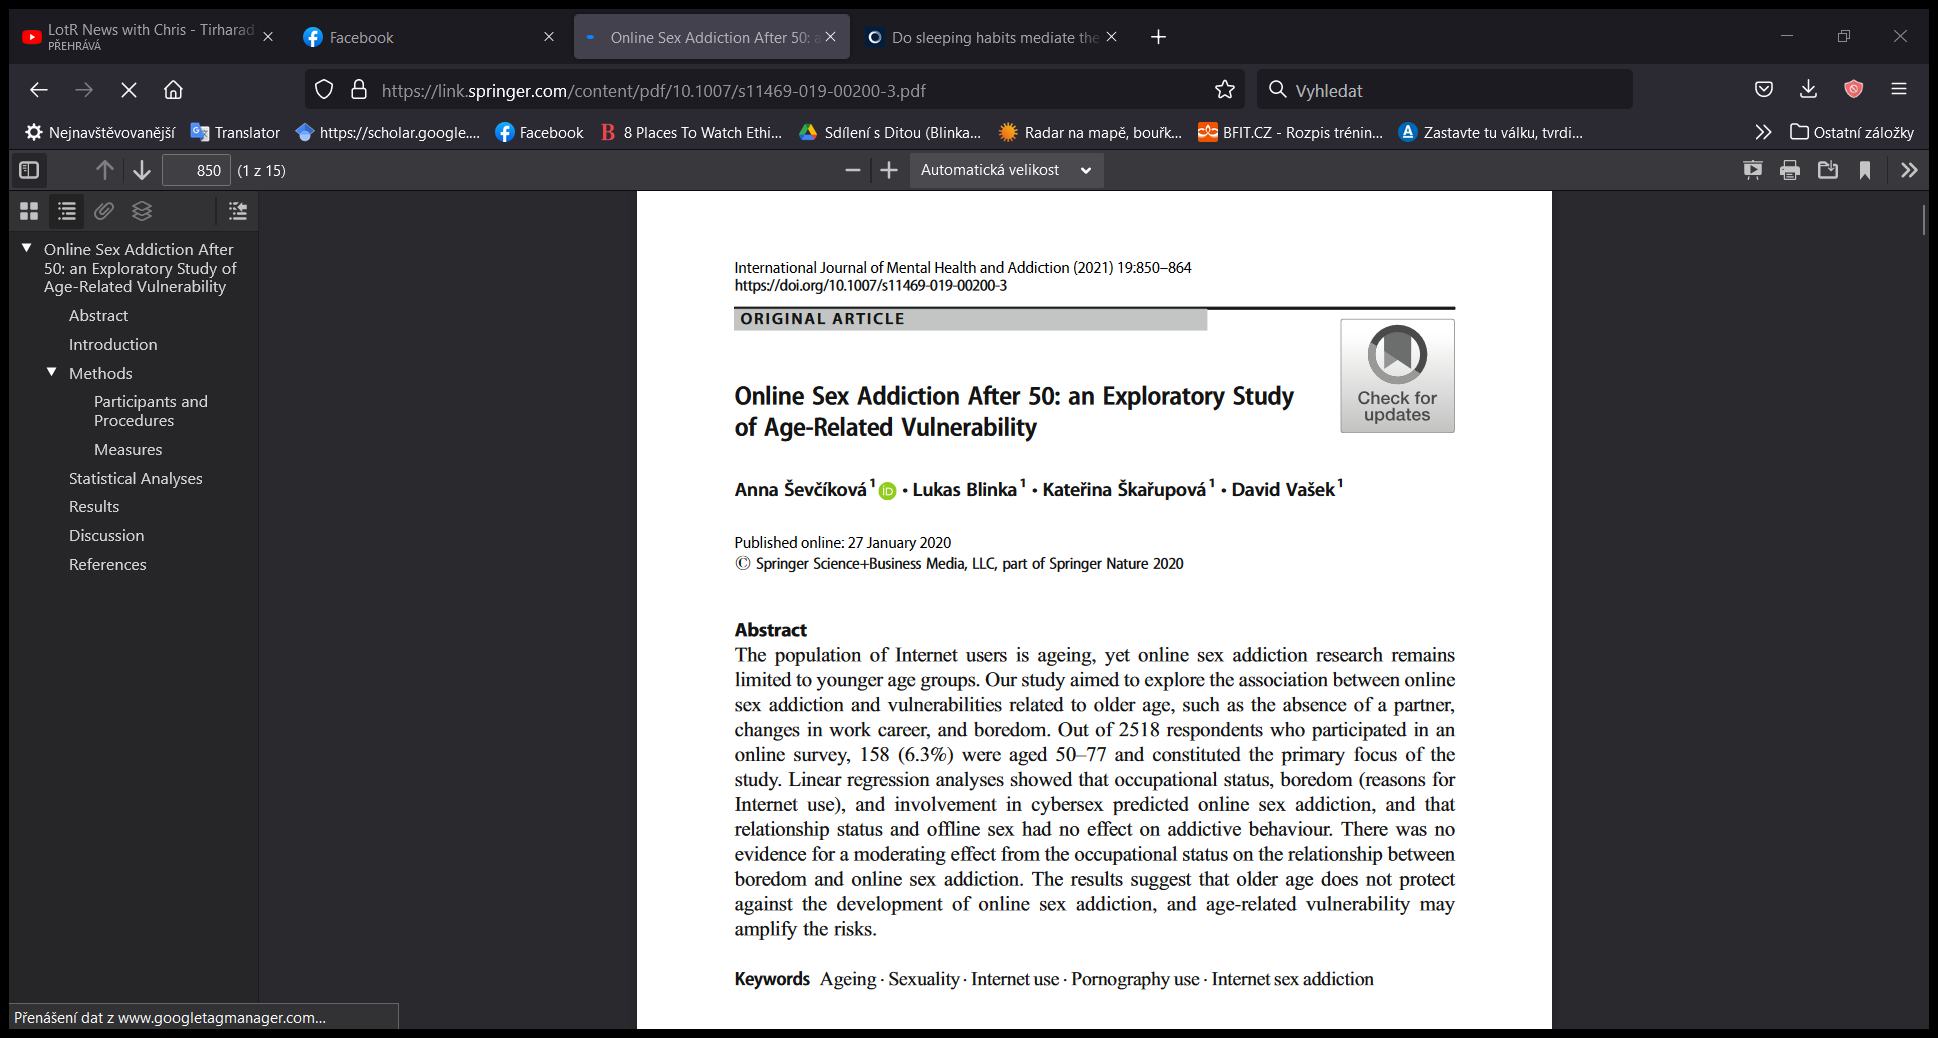 LotR News with Chris - Tirharad
PŘEHRÁVÁ
Facebook
Online Sex Addiction After 50: a
Do sleeping habits mediate the
https://link.springer.com/content/pdf/10.1007/s11469-019-00200-3.pdf
Vyhledat
Nejnavštěvovanější
Translator
https://scholar.google....
Facebook
8 Places To Watch Ethi...
Sdílení s Ditou (Blinka...
Radar na mapě, bouřk...
BFIT.CZ - Rozpis trénin...
Zastavte tu válku, tvrdi...
Ostatní záložky
850 (1 z 15)
Automatická velikost
Online Sex Addiction After
50: an Exploratory Study of
Age-Related Vulnerability
Abstract
Introduction
Methods
Participants and
Procedures
Measures
Statistical Analyses
Results
Discussion
References
International Journal of Mental Health and Addiction (2021) 19:850–864
https://doi.org/10.1007/s11469-019-00200-3
ORIGINAL ARTICLE
Check for
updates
Online Sex Addiction After 50: an Exploratory Study
of Age-Related Vulnerability
Anna Ševčíková1 iD • Lukas Blinka1 • Kateřina Škařupová1 • David Vašek1
Published online: 27 January 2020
© Springer Science+Business Media, LLC, part of Springer Nature 2020
Abstract
The population of Internet users is ageing, yet online sex addiction research remains
limited to younger age groups. Our study aimed to explore the association between online
sex addiction and vulnerabilities related to older age, such as the absence of a partner,
changes in work career, and boredom. Out of 2518 respondents who participated in an
online survey, 158 (6.3%) were aged 50–77 and constituted the primary focus of the
study. Linear regression analyses showed that occupational status, boredom (reasons for
Internet use), and involvement in cybersex predicted online sex addiction, and that
relationship status and offline sex had no effect on addictive behaviour. There was no
evidence for a moderating effect from the occupational status on the relationship between
boredom and online sex addiction. The results suggest that older age does not protect
against the development of online sex addiction, and age-related vulnerability may
amplify the risks.
Keywords Ageing · Sexuality · Internet use · Pornography use · Internet sex addiction
Přenášení dat z www.googletagmanager.com...